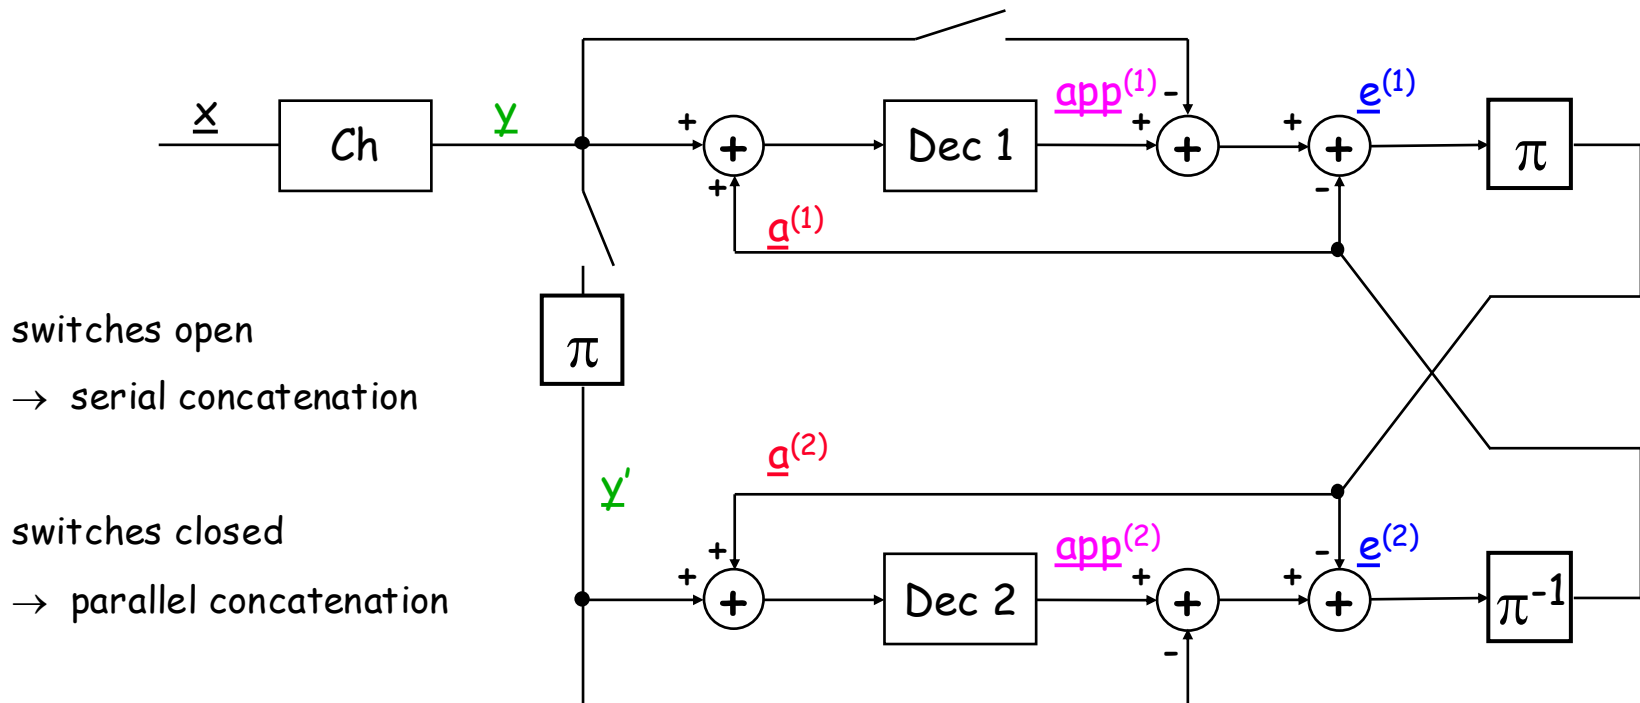 x
Ch
y
+
+
+
Dec 1
app(1)
-
+
+
+
-
+
e(1)
π
a(1)
switches open
→ serial concatenation
π
switches closed
→ parallel concatenation
y'
a(2)
+
+
+
Dec 2
app(2)
+
+
-
+
-
+
e(2)
π-1